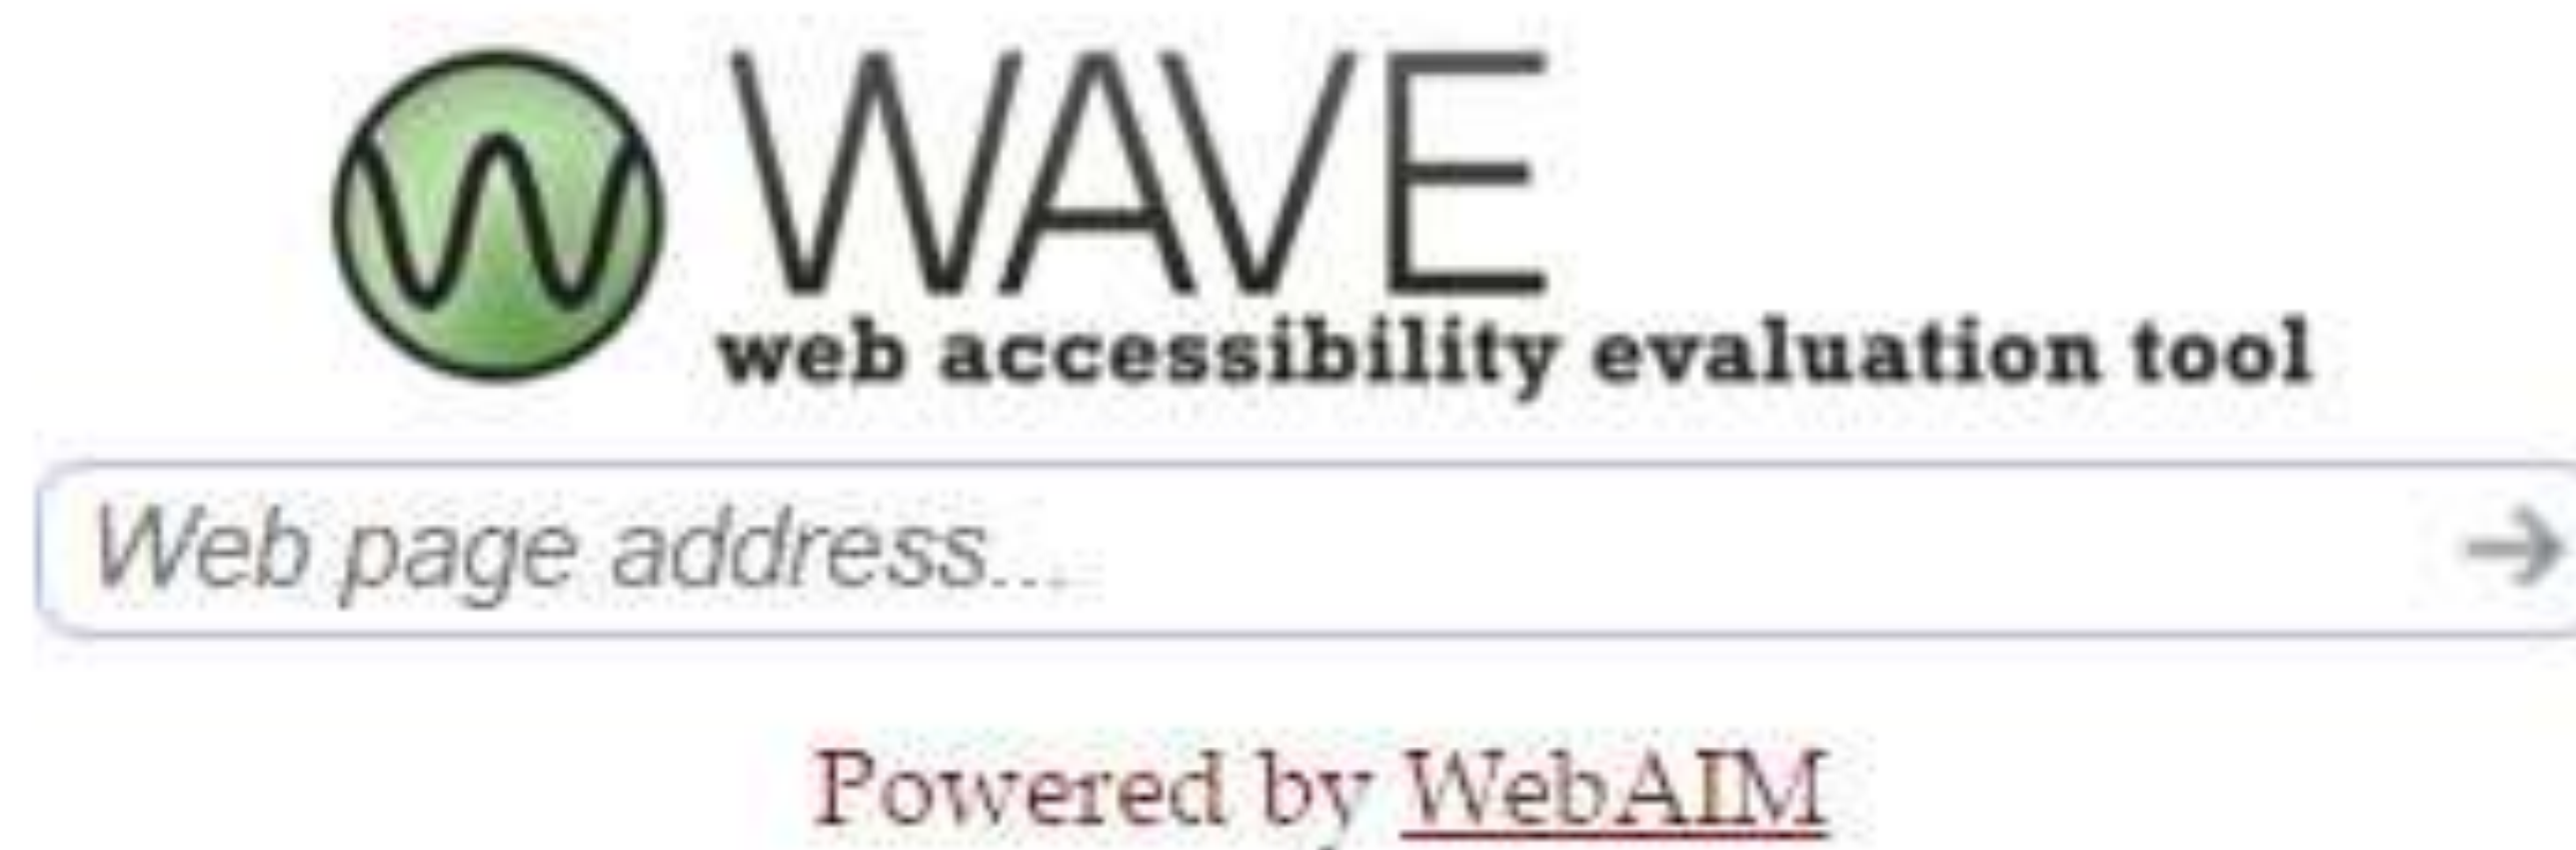 WAVE
web accessibility evaluation tool
Web page address...
Powered by WebAIM